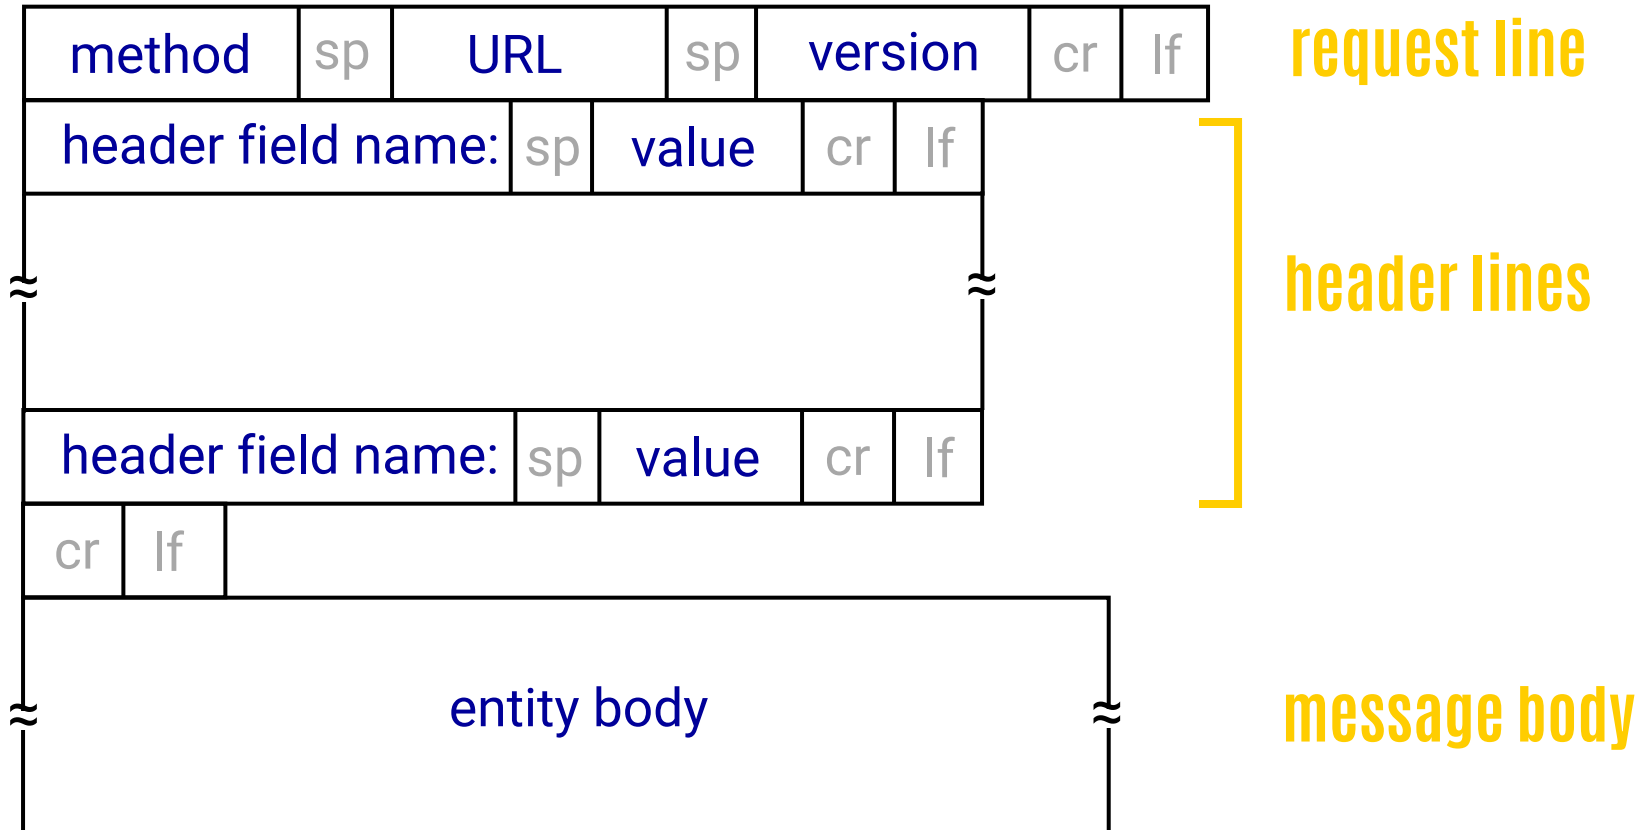 method sp URL sp version cr lf request line
header field name: sp value cr lf
header lines
header field name: sp value cr lf
cr lf
entity body message body